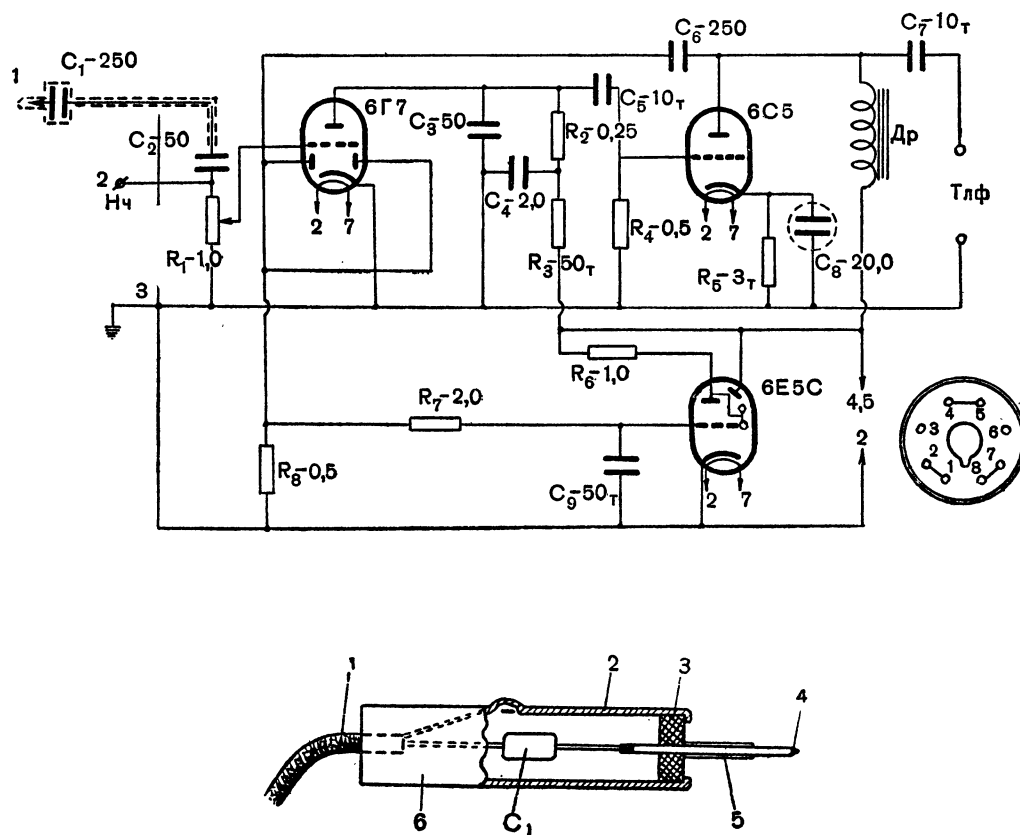 C₁-250
1
C₂-50
2
Нч
R₁-1,0
3
6Г7
2 7
C₃-50
C₄-2,0
R₂-0,25
R₃-50т
C₅-10т
R₄-0,5
C₆-250
6С5
2 7
R₅-3т
C₈-20,0
Др
C₇-10т
Тлф
R₆-1,0
6Е5С
2 7
R₇-2,0
R₈-0,5
C₉-50т
4,5
2
4 5
3 6
2 7
1 8
1
2
3
4
5
6
C₁